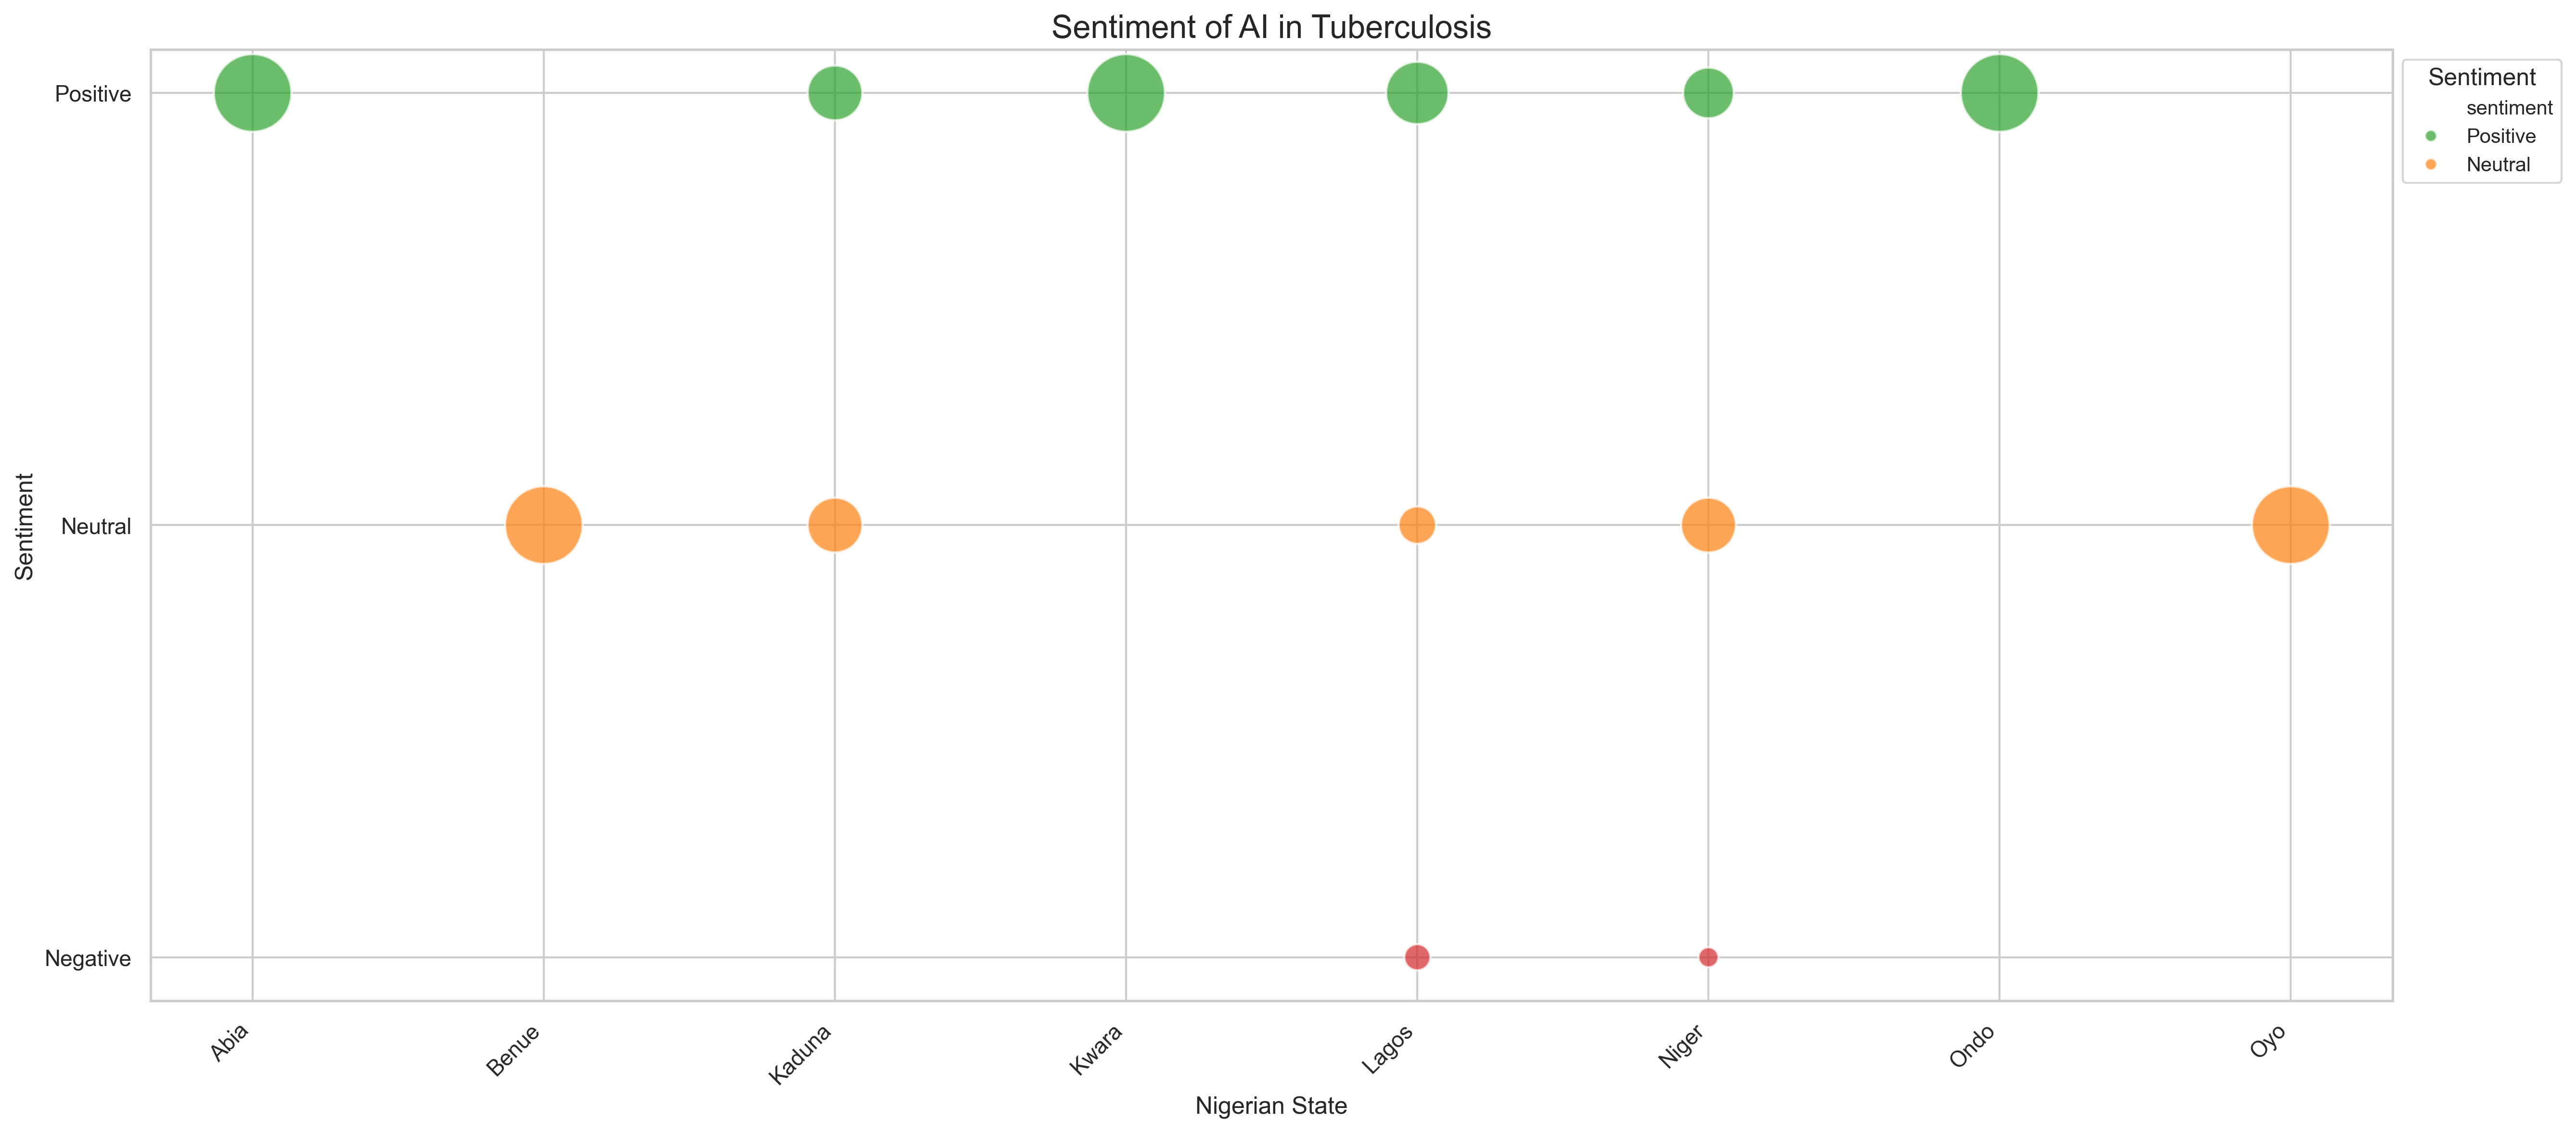 Sentiment of AI in Tuberculosis
Sentiment
sentiment
Positive
Neutral
Positive
Neutral
Negative
Sentiment
Abia
Benue
Kaduna
Kwara
Lagos
Niger
Ondo
Oyo
Nigerian State